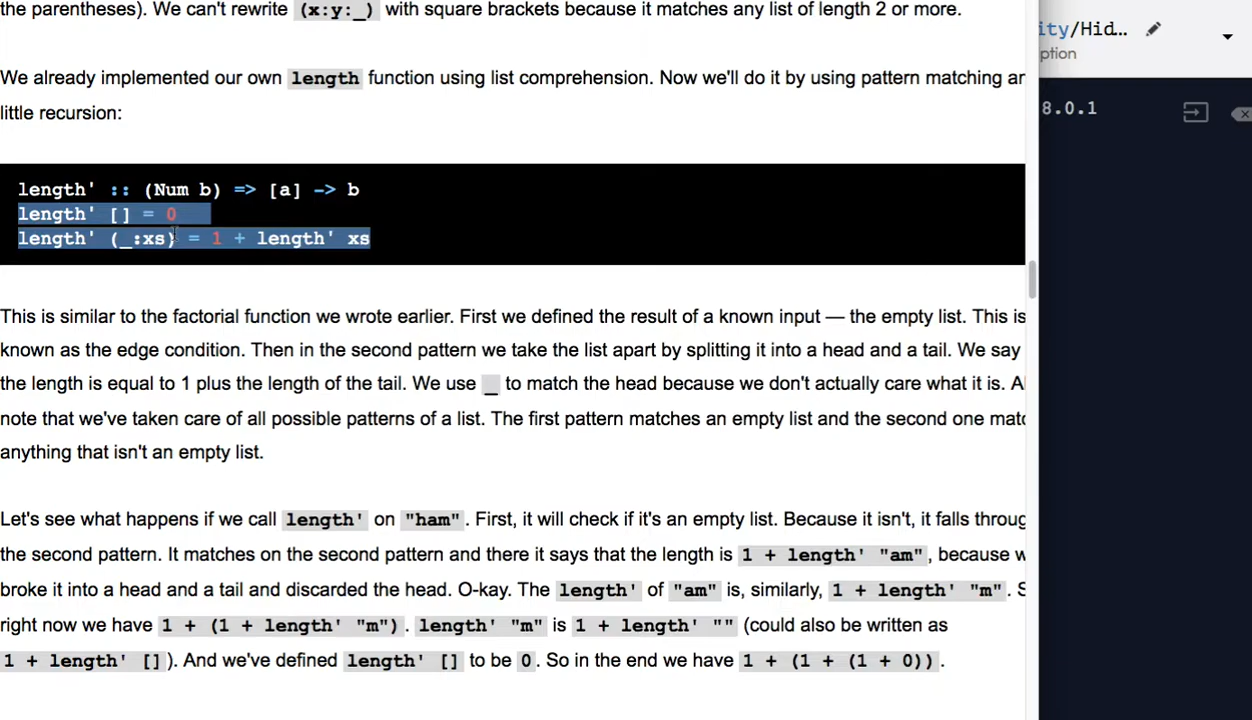 the parentheses). We can't rewrite (x:y:_) with square brackets because it matches any list of length 2 or more.
We already implemented our own length function using list comprehension. Now we'll do it by using pattern matching
little recursion:
length' :: (Num b) => [a] -> b
length' [] = 0
length' (_:xs) = 1 + length' xs
This is similar to the factorial function we wrote earlier. First we defined the result of a known input — the empty list. This is
known as the edge condition. Then in the second pattern we take the list apart by splitting it into a head and a tail. We say
the length is equal to 1 plus the length of the tail. We use _ to match the head because we don't actually care what it is.
note that we've taken care of all possible patterns of a list. The first pattern matches an empty list and the second one
anything that isn't an empty list.
Let's see what happens if we call length' on "ham". First, it will check if it's an empty list. Because it isn't, it falls
the second pattern. It matches on the second pattern and there it says that the length is 1 + length' "am", because
broke it into a head and a tail and discarded the head. O-kay. The length' of "am" is, similarly, 1 + length' "m".
right now we have 1 + (1 + length' "m"). length' "m" is 1 + length' "" (could also be written as
1 + length' []). And we've defined length' [] to be 0. So in the end we have 1 + (1 + (1 + 0)).
ity/Hid...
ption
8.0.1